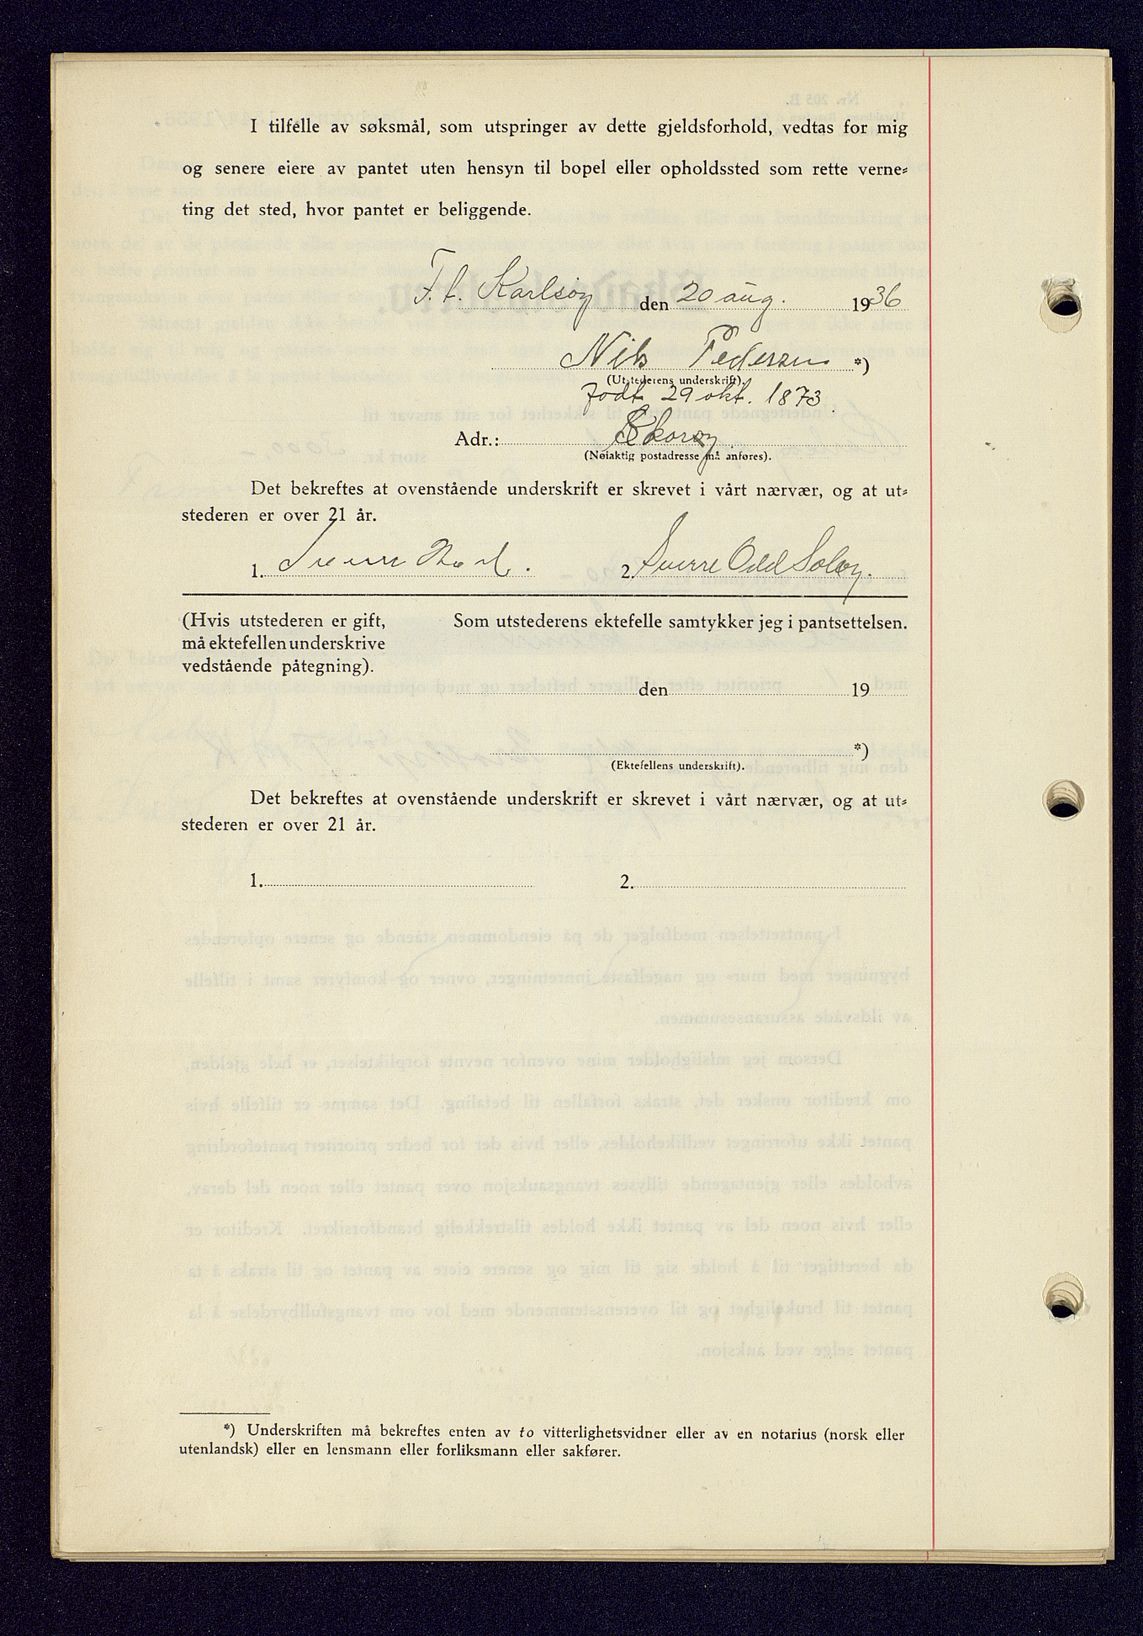 I tilfelle av søksmål, som utspringer av dette gjeldsforhold, vedtas for mig
og senere eiere av pantet uten hensyn til bopel eller opholdssted som rette verne-
ting det sted, hvor pantet er beliggende.
F. t. Karlsøy den 20 aug. 1936
Nils Pedersen *)
(Utstederens underskrift).
født 29 okt. 1873.
Adr.: Skorøy
(Nøiaktig postadresse må anføres).
Det bekreftes at ovenstående underskrift er skrevet i vårt nærvær, og at ut-
stederen er over 21 år.
1. 2. Sverre Odd Soløy.
(Hvis utstederen er gift,
må ektefellen underskrive
vedstående påtegning).
Som utstederens ektefelle samtykker jeg i pantsettelsen.
den 19
*)
(Ektefellens underskrift).
Det bekreftes at ovenstående underskrift er skrevet i vårt nærvær, og at ut-
stederen er over 21 år.
1. 2.
*) Underskriften må bekreftes enten av to vitterlighetsvidner eller av en notarius (norsk eller
utenlandsk) eller en lensmann eller forliksmann eller sakfører.